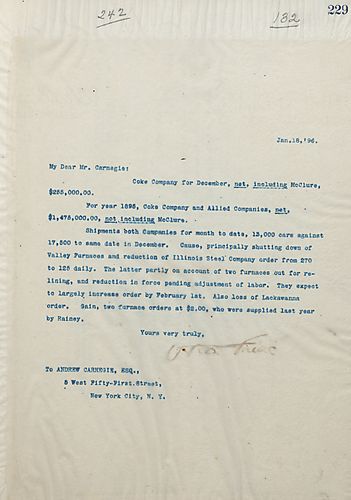 242
182
229
Jan.18,'96.
My Dear Mr. Carnegie:
Coke Company for December, net, including McClure,
$255,000.00.
For year 1895, Coke Company and Allied Companies, net,
$1,475,000.00, not including McClure.
Shipments both Companies for month to date, 13,000 cars against
17,500 to same date in December. Cause, principally shutting down of
Valley Furnaces and reduction of Illinois Steel Company order from 270
to 125 daily. The latter partly on account of two furnaces out for re-
lining, and reduction in force pending adjustment of labor. They expect
to largely increase order by February 1st. Also loss of Lackawanna
order. Gain, two furnace orders at $2.00, who were supplied last year
by Rainey.
Yours very truly,
To ANDREW CARNEGIE, ESQ.,
5 West Fifty-First.Street,
New York City, N. Y.